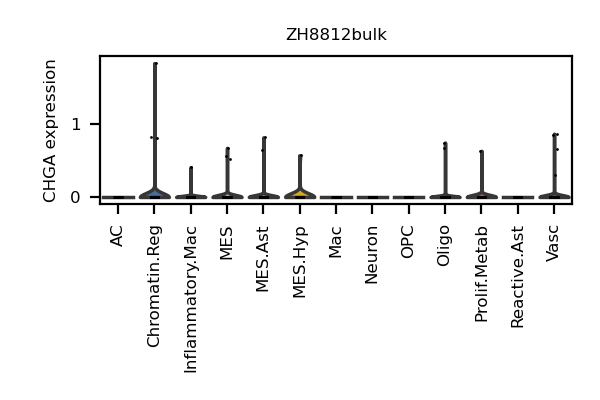 ZH8812bulk
CHGA expression
1
0
AC
Chromatin.Reg
Inflammatory.Mac
MES
MES.Ast
MES.Hyp
Mac
Neuron
OPC
Oligo
Prolif.Metab
Reactive.Ast
Vasc